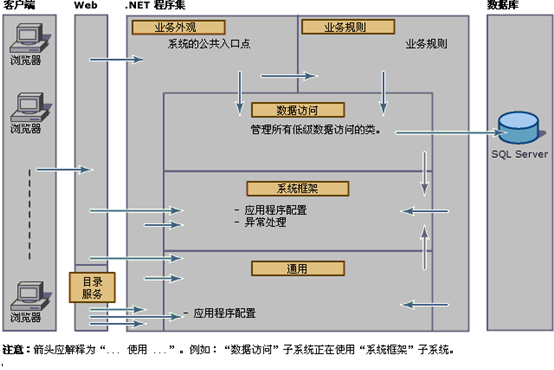 客户端
Web
.NET 程序集
数据库
业务外观
业务规则
系统的公共入口点
业务规则
浏览器
浏览器
数据访问
管理所有低级数据访问的类。
SQL Server
系统框架
- 应用程序配置
- 异常处理
通用
目录
服务
浏览器
- 应用程序配置
注意：箭头应解释为“... 使用 ...”。例如：“数据访问”子系统正在使用“系统框架”子系统。